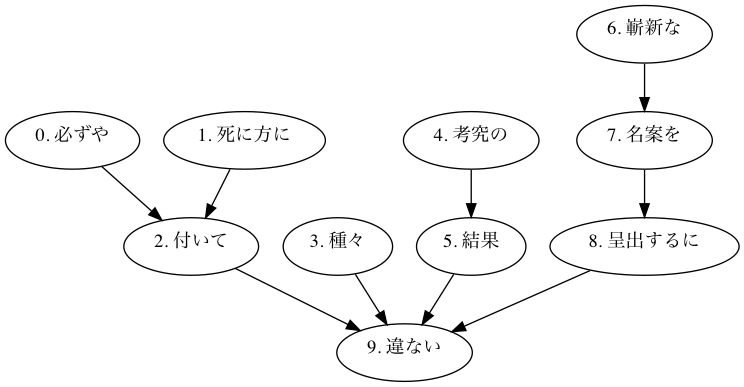 6. 嶄新な
0. 必ずや
1. 死に方に
4. 考究の
7. 名案を
2. 付いて
3. 種々
5. 結果
8. 呈出するに
9. 違ない